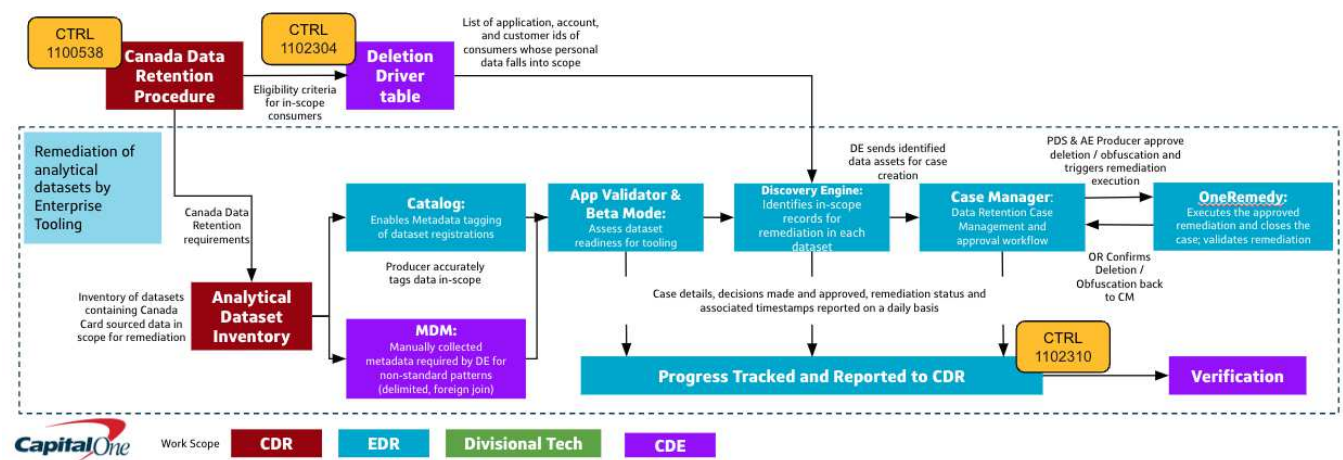 CTRL
1100538
Canada Data
Retention
Procedure
CTRL
1102304
Deletion
Driver
table
List of application, account,
and customer ids of
consumers whose personal
data falls into scope
Eligibility criteria
for in-scope
consumers
Remediation of
analytical
datasets by
Enterprise
Tooling
Canada Data
Retention
requirements
Catalog:
Enables Metadata tagging
of dataset registrations
App Validator &
Beta Mode:
Assess dataset
readiness for tooling
Discovery Engine:
Identifies in-scope
records for
remediation in each
dataset
DE sends identified
data assets for case
creation
Case Manager:
Data Retention Case
Management and
approval workflow
PDS & AE Producer approve
deletion / obfuscation and
triggers remediation
execution
OneRemedy:
Executes the approved
remediation and closes the
case; validates remediation
OR Confirms
Deletion /
Obfuscation back
to CM
Producer accurately
tags data in-scope
Inventory of datasets
containing Canada
Card sourced data in
scope for remediation
Analytical
Dataset
Inventory
MDM:
Manually collected
metadata required by DE for
non-standard patterns
(delimited, foreign join)
Case details, decisions made and approved, remediation status and
associated timestamps reported on a daily basis
CTRL
1102310
Progress Tracked and Reported to CDR
Verification
CapitalOne
Work Scope
CDR
EDR
Divisional Tech
CDE